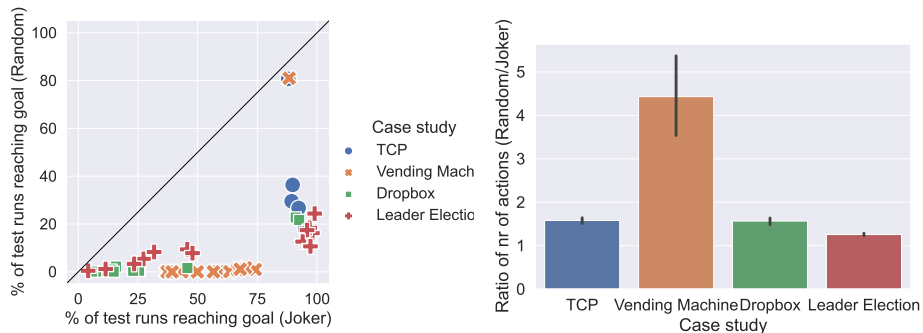 % of test runs reaching goal (Random)
100
80
60
40
20
0
0 25 50 75 100
% of test runs reaching goal (Joker)
Case study
TCP
Vending Mach
Dropbox
Leader Electio
Ratio of nr of actions (Random/Joker)
5
4
3
2
1
0
TCP Vending Machine Dropbox Leader Election
Case study